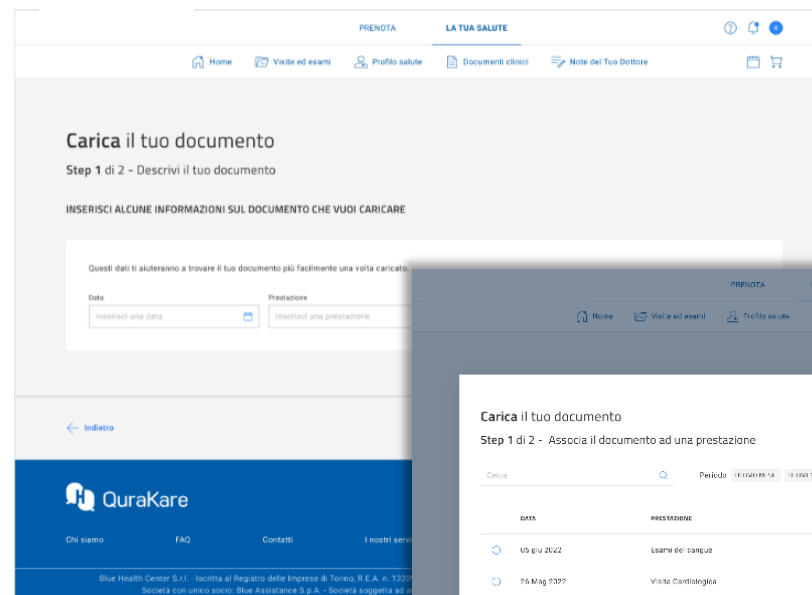 PRENOTA LA TUA SALUTE A
Home Visite ed esami Profilo salute Documenti clinici Note del Tuo Dottore
Carica il tuo documento
Step 1 di 2 - Descrivi il tuo documento
INSERISCI ALCUNE INFORMAZIONI SUL DOCUMENTO CHE VUOI CARICARE
Questi dati ti aiuteranno a trovare il tuo documento più facilmente una volta caricato.
Data Prestazione
Inserisci una data Inserisci una prestazione
Indietro
QuraKare
Chi siamo FAQ Contatti I nostri serv
Blue Health Center S.r.l. - Iscritta al Registro delle Imprese di Torino, R.E.A. n. 1320
Società con unico socio: Blue Assistance S.p.A. - Società soggetta ad a
PRENOTA
Home Visite ed esami Profilo salute
Carica il tuo documento
Step 1 di 2 - Associa il documento ad una prestazione
Cerca Periodo ULTIMO MESE
DATA PRESTAZIONE
05 giu 2022 Esami del sangue
26 Mag 2022 Visita Cardiologica